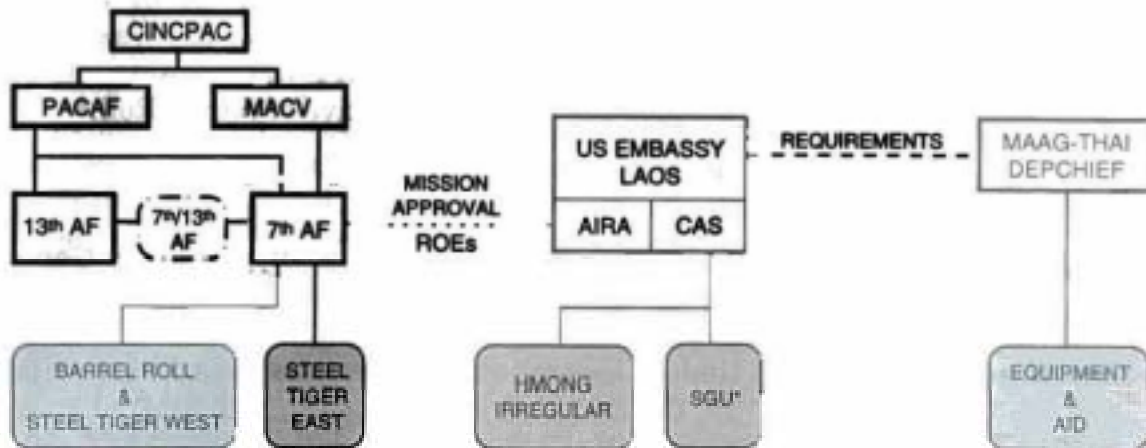 CINCPAC
PACAF
MACV
13th AF
7th/13th
AF
7th AF
MISSION
APPROVAL
ROEs
US EMBASSY
LAOS
AIRA
CAS
REQUIREMENTS
MAAG-THAI
DEPCHIEF
BARREL ROLL
&
STEEL TIGER WEST
STEEL
TIGER
EAST
HMONG
IRREGULAR
SGU*
EQUIPMENT
&
AID